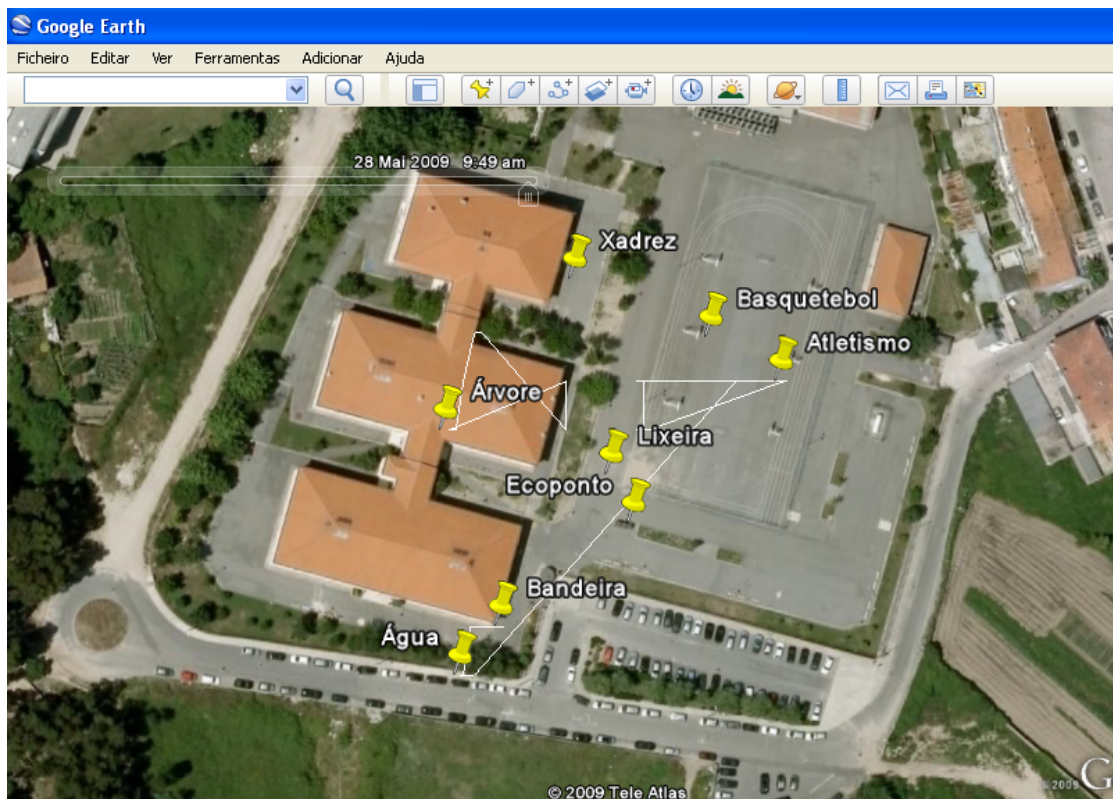 Google Earth
Ficheiro Editar Ver Ferramentas Adicionar Ajuda
28 Mai 2009 9:49 am
Xadrez
Basquetebol
Atletismo
Árvore
Lixeira
Ecoponto
Bandeira
Água
© 2009 Tele Atlas
©2009 G